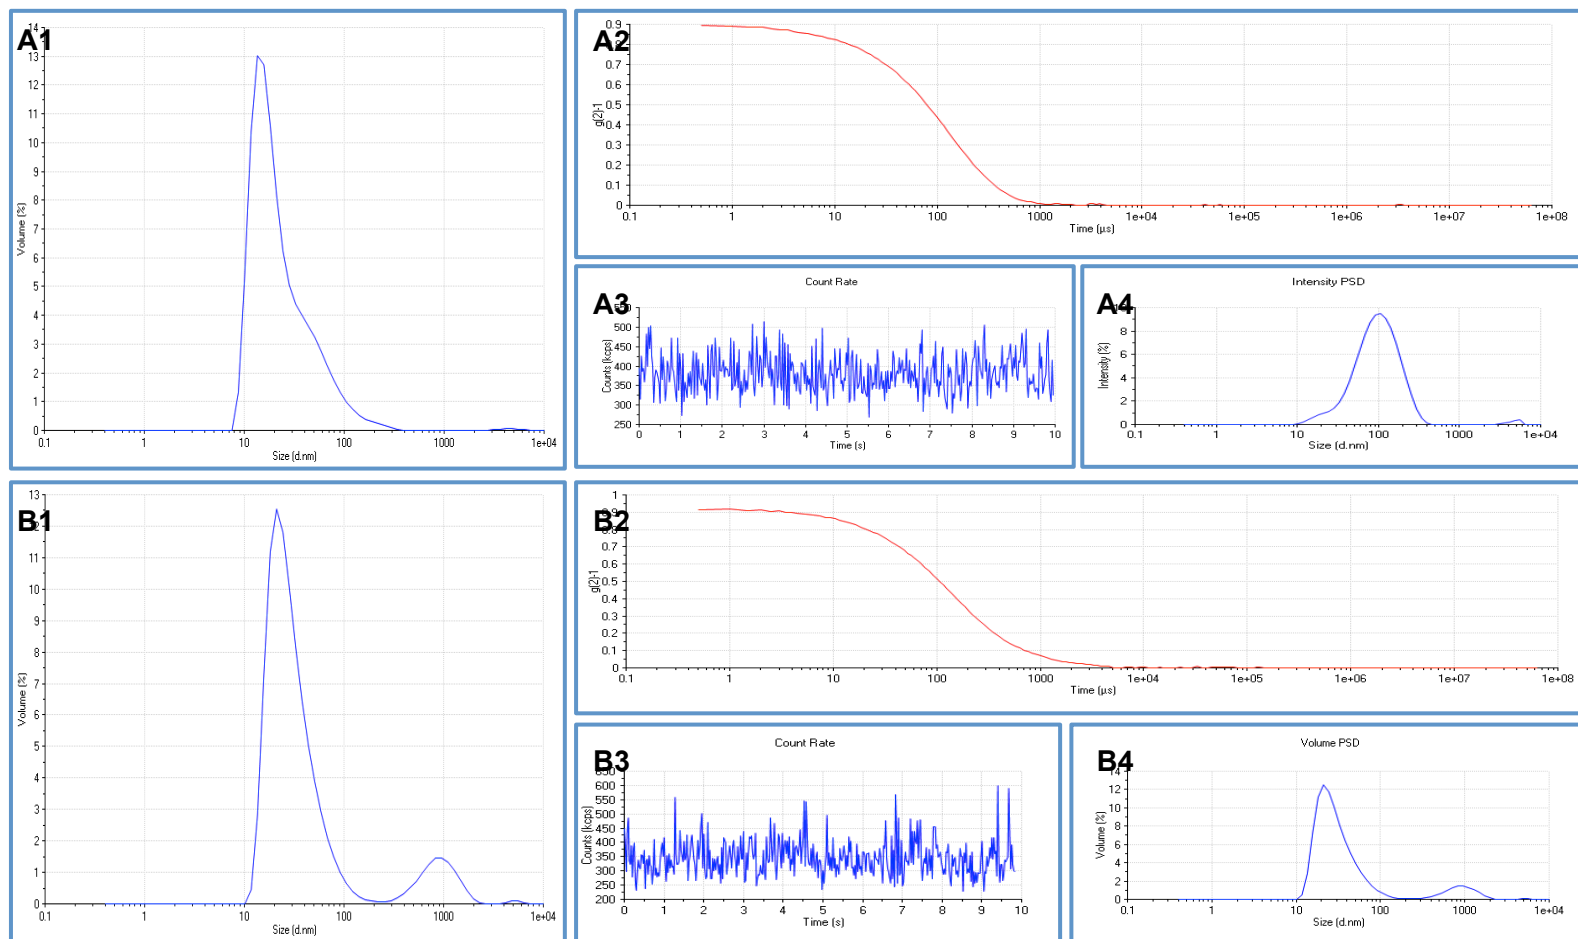 A1
14
13
12
11
10
9
8
7
6
5
4
3
2
1
0
Volume (%)
0.1 1 10 100 1000 1e+04
Size (d.nm)
A2
0.9
0.7
0.6
0.5
0.4
0.3
0.2
0.1
0
g(2)-1
0.1 1 10 100 1000 1e+04 1e+05 1e+06 1e+07 1e+08
Time (µs)
Count Rate
A3
550
500
450
400
350
300
250
Counts (kcps)
0 1 2 3 4 5 6 7 8 9 10
Time (s)
Intensity PSD
A4
8
6
4
2
0
Intensity (%)
0.1 1 10 100 1000 1e+04
Size (d.nm)
B1
13
12
11
10
9
8
7
6
5
4
3
2
1
0
Volume (%)
0.1 1 10 100 1000 1e+04
Size (d.nm)
B2
1
0.9
0.8
0.7
0.6
0.5
0.4
0.3
0.2
0.1
0
g(2)-1
0.1 1 10 100 1000 1e+04 1e+05 1e+06 1e+07 1e+08
Time (µs)
Count Rate
B3
650
600
550
500
450
400
350
300
250
200
Counts (kcps)
0 1 2 3 4 5 6 7 8 9 10
Time (s)
Volume PSD
B4
14
12
10
8
6
4
2
0
Volume (%)
0.1 1 10 100 1000 1e+04
Size (d.nm)